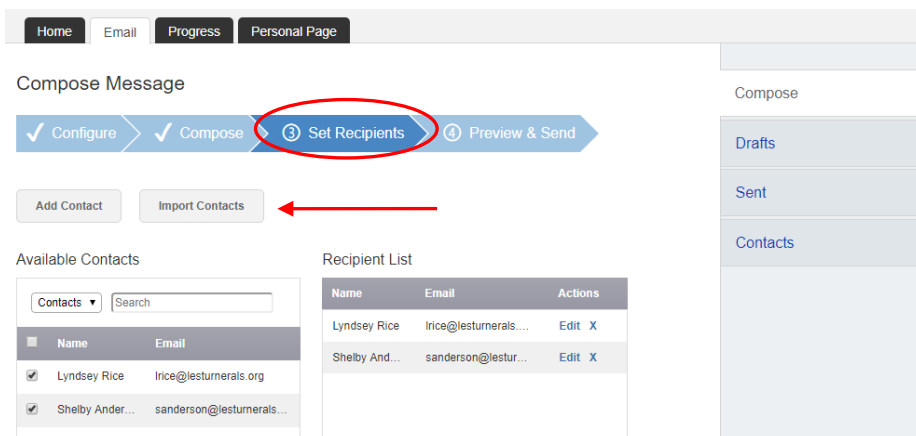 Home Email Progress Personal Page
Compose Message
Compose
Configure Compose 3 Set Recipients 4 Preview & Send
Drafts
Sent
Add Contact Import Contacts
Contacts
Available Contacts
Contacts ▼ Search
Name Email
Lyndsey Rice lrice@lesturnerals.org
Shelby Ander... sanderson@lesturnerals...
Recipient List
Name Email Actions
Lyndsey Rice lrice@lesturnerals.... Edit X
Shelby And... sanderson@lestur... Edit X